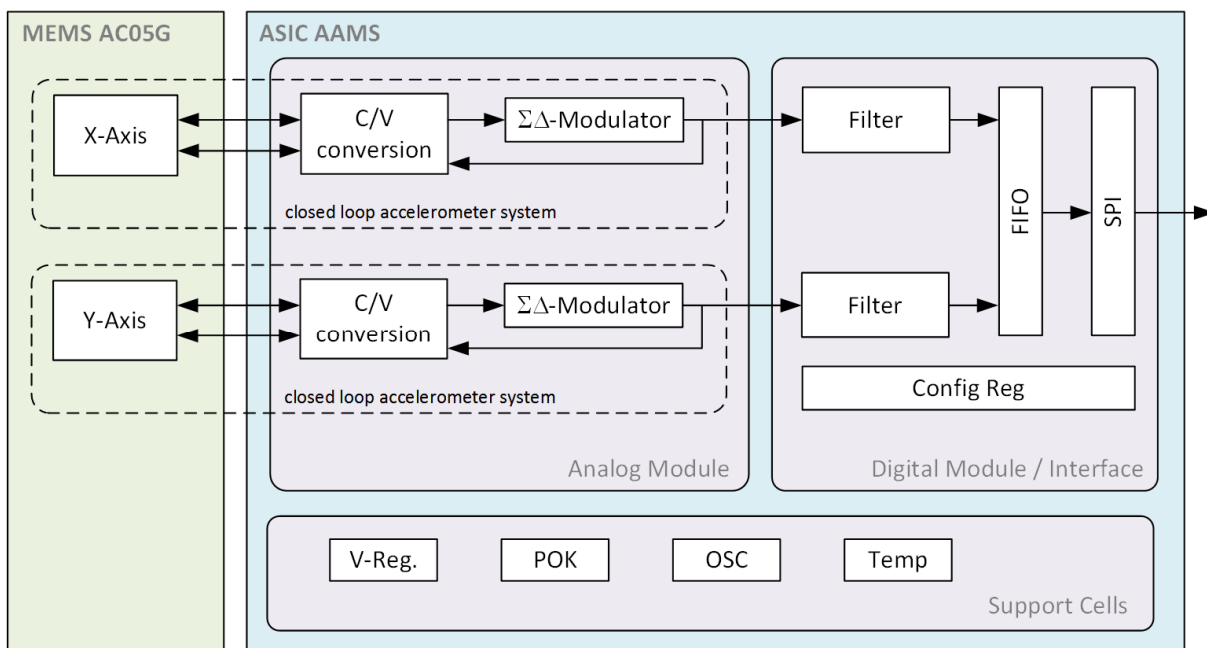 MEMS AC05G
ASIC AAMS
X-Axis
C/V
conversion
ΣΔ-Modulator
Filter
closed loop accelerometer system
FIFO
SPI
Y-Axis
C/V
conversion
ΣΔ-Modulator
Filter
closed loop accelerometer system
Config Reg
Analog Module
Digital Module / Interface
V-Reg.
POK
OSC
Temp
Support Cells